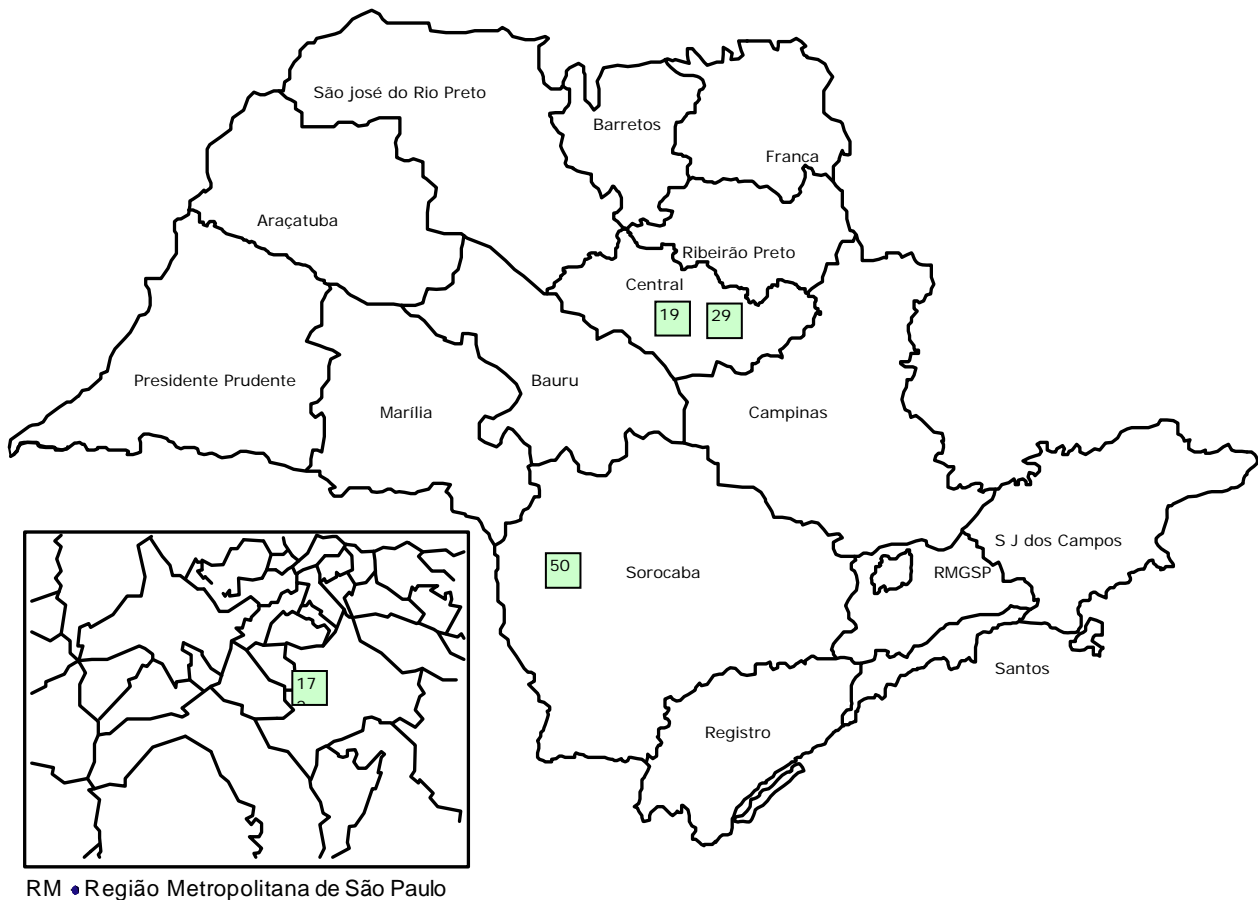 São josé do Rio Preto
Barretos
Franca
Araçatuba
Ribeirão Preto
Central
19
29
Presidente Prudente
Bauru
Marília
Campinas
S J dos Campos
50
Sorocaba
RMGSP
Santos
17
Registro
RM • Região Metropolitana de São Paulo